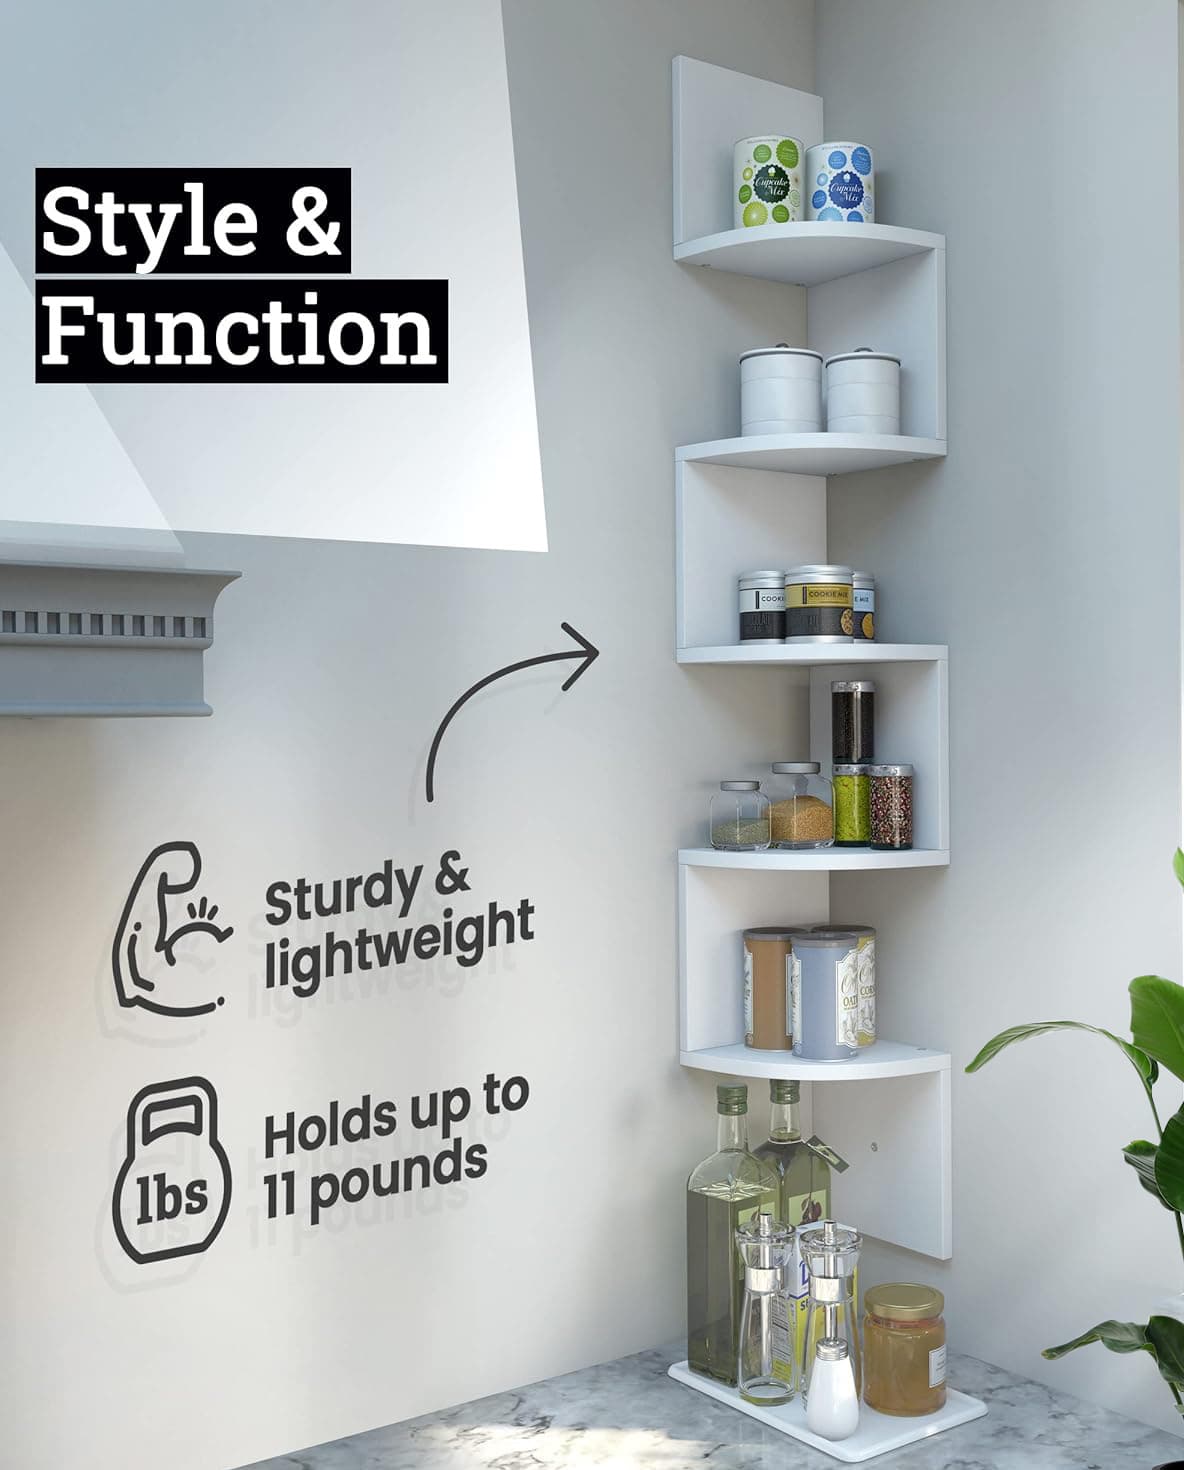 Style &
Function
Cupcake
Mix
Cupcake
Mix
COOKIE MIX
Sturdy &
lightweight
Holds up to
11 pounds
lbs